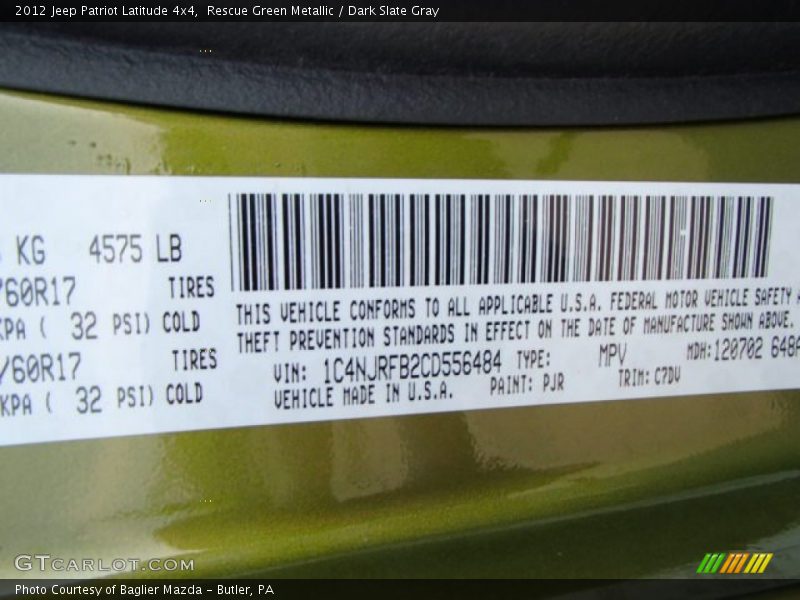 2012 Jeep Patriot Latitude 4x4,  Rescue Green Metallic / Dark Slate Gray
KG 4575 LB
/60R17 TIRES
KPA ( 32 PSI) COLD
/60R17 TIRES
KPA ( 32 PSI) COLD
THIS VEHICLE CONFORMS TO ALL APPLICABLE U.S.A. FEDERAL MOTOR VEHICLE SAFETY
THEFT PREVENTION STANDARDS IN EFFECT ON THE DATE OF MANUFACTURE SHOWN ABOVE.
VIN: 1C4NJRFB2CD556484 TYPE: MPV MDH: 120702 648
VEHICLE MADE IN U.S.A. PAINT: PJR TRIM: C7DV
GTCARLOT.COM
Photo Courtesy of Baglier Mazda - Butler, PA